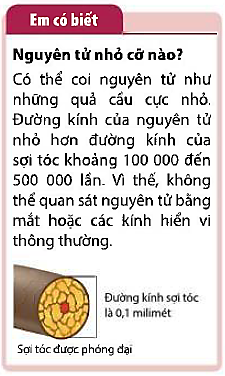 Em có biết
Nguyên tử nhỏ cỡ nào?
Có thể coi nguyên tử như
những quả cầu cực nhỏ.
Đường kính của nguyên tử
nhỏ hơn đường kính của
sợi tóc khoảng 100 000 đến
500 000 lần. Vì thế, không
thể quan sát nguyên tử bằng
mắt hoặc các kính hiển vi
thông thường.
Đường kính sợi tóc
là 0,1 milimét
Sợi tóc được phóng đại